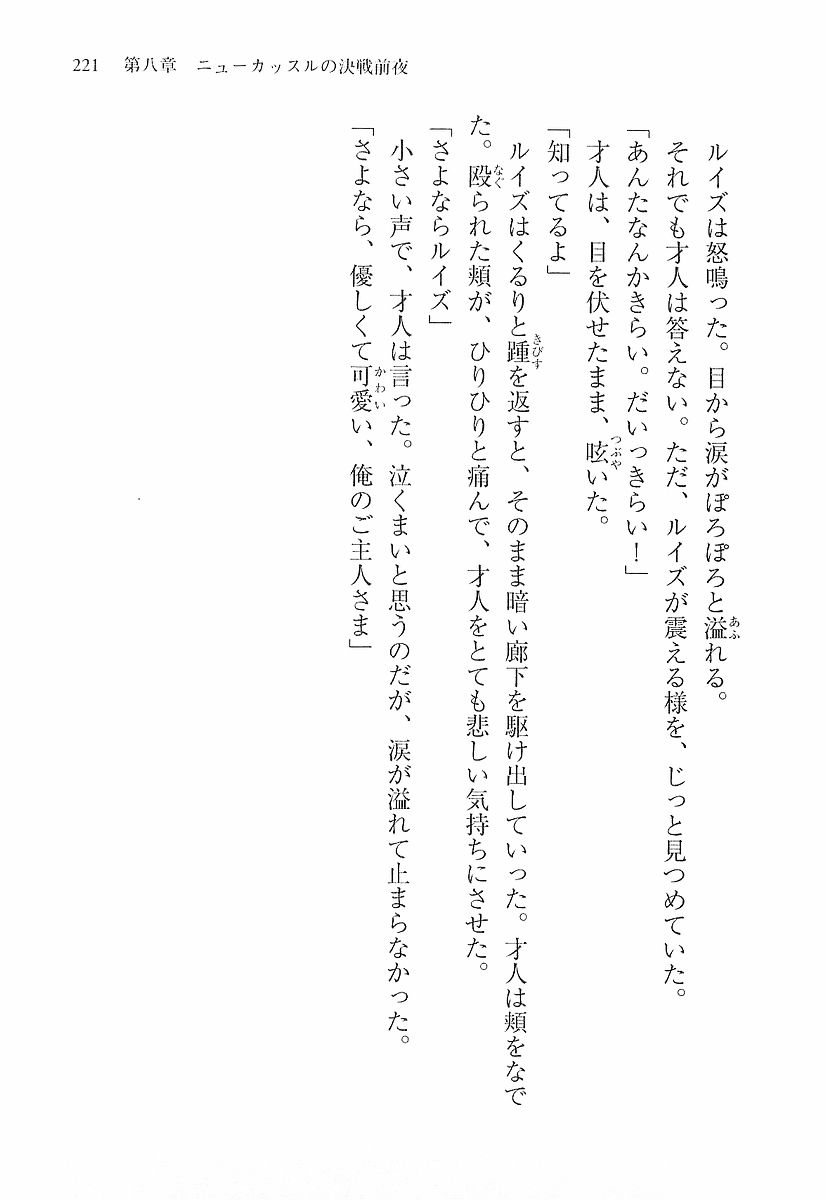 221　第八章　ニューカッスルの決戦前夜
ルイズは怒鳴った。目から涙がぽろぽろと溢れる。
それでも才人は答えない。ただ、ルイズが震える様を、じっと見つめていた。
「あんたなんかきらい。だいっきらい！」
才人は、目を伏せたまま、呟いた。
「知ってるよ」
ルイズはくるりと踵を返すと、そのまま暗い廊下を駆け出していった。才人は頬をなで
た。殴られた頬が、ひりひりと痛んで、才人をとても悲しい気持ちにさせた。
「さよならルイズ」
小さい声で、才人は言った。泣くまいと思うのだが、涙が溢れて止まらなかった。
「さよなら、優しくて可愛い、俺のご主人さま」